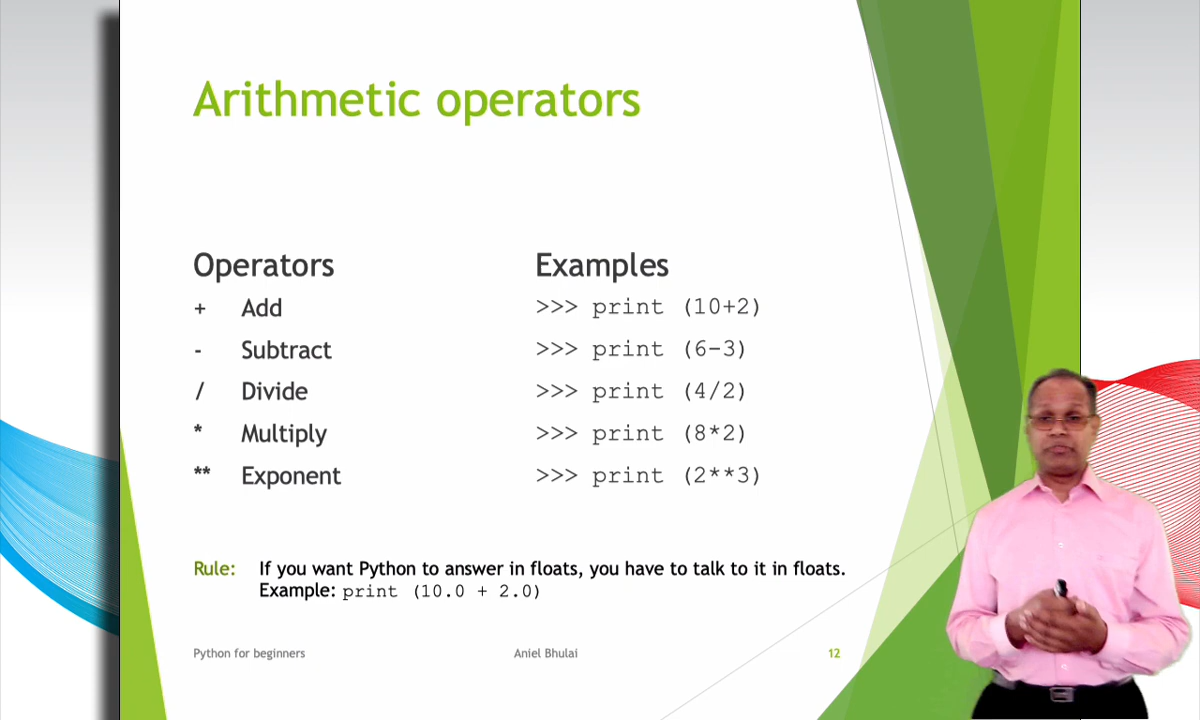 Arithmetic operators
Operators Examples
+ Add >>> print (10+2)
- Subtract >>> print (6-3)
/ Divide >>> print (4/2)
* Multiply >>> print (8*2)
** Exponent >>> print (2**3)
Rule: If you want Python to answer in floats, you have to talk to it in floats.
Example: print (10.0 + 2.0)
Python for beginners Aniel Bhulai 12